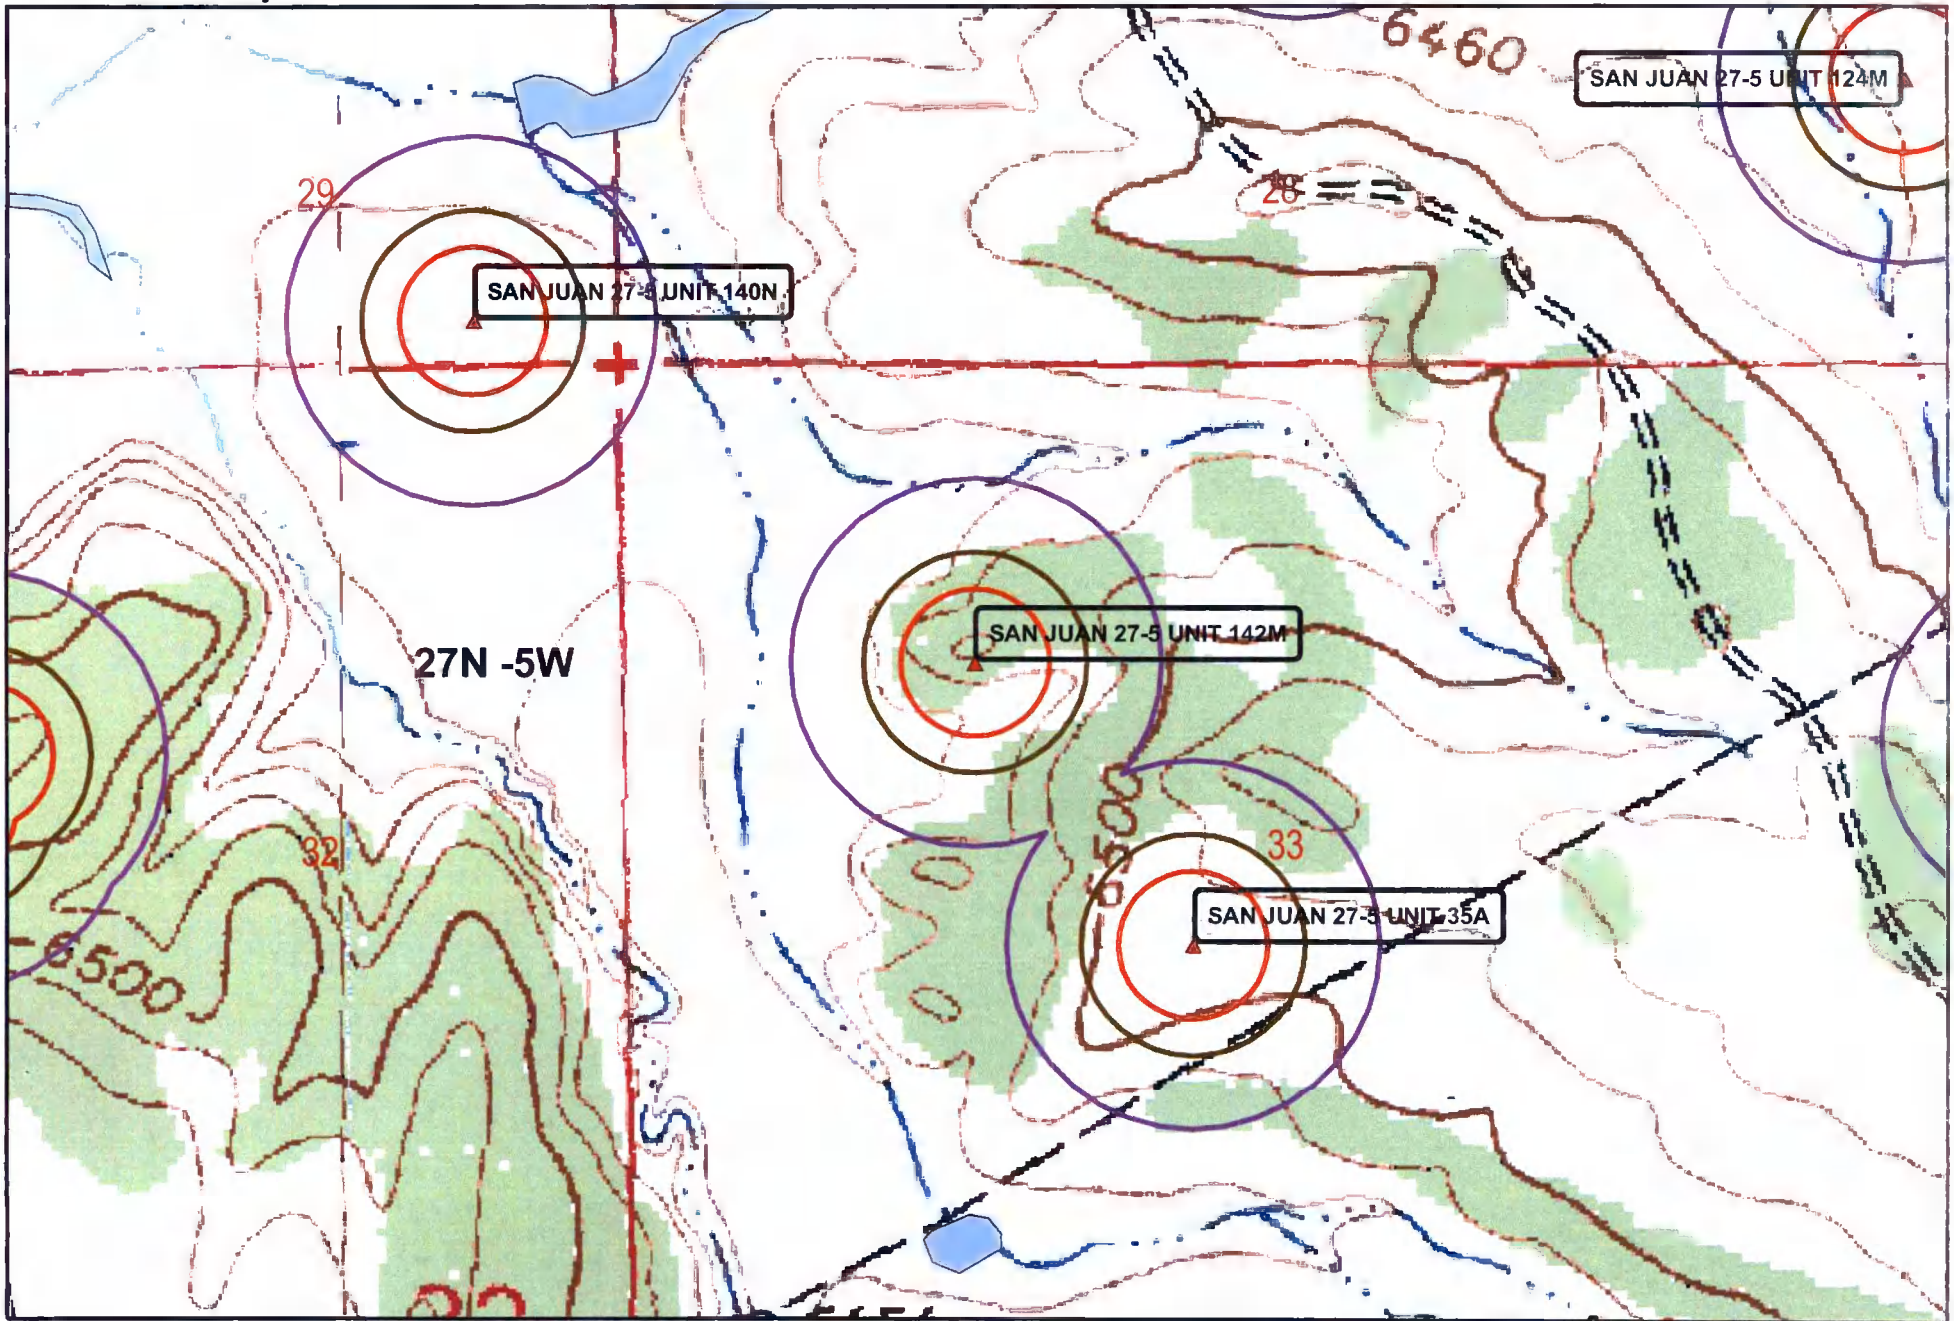 6460
SAN JUAN 27-5 UNIT 124M
29
28
SAN JUAN 27-5 UNIT 140N
SAN JUAN 27-5 UNIT 142M
27N -5W
6500
33
32
SAN JUAN 27-5 UNIT 35A
6500